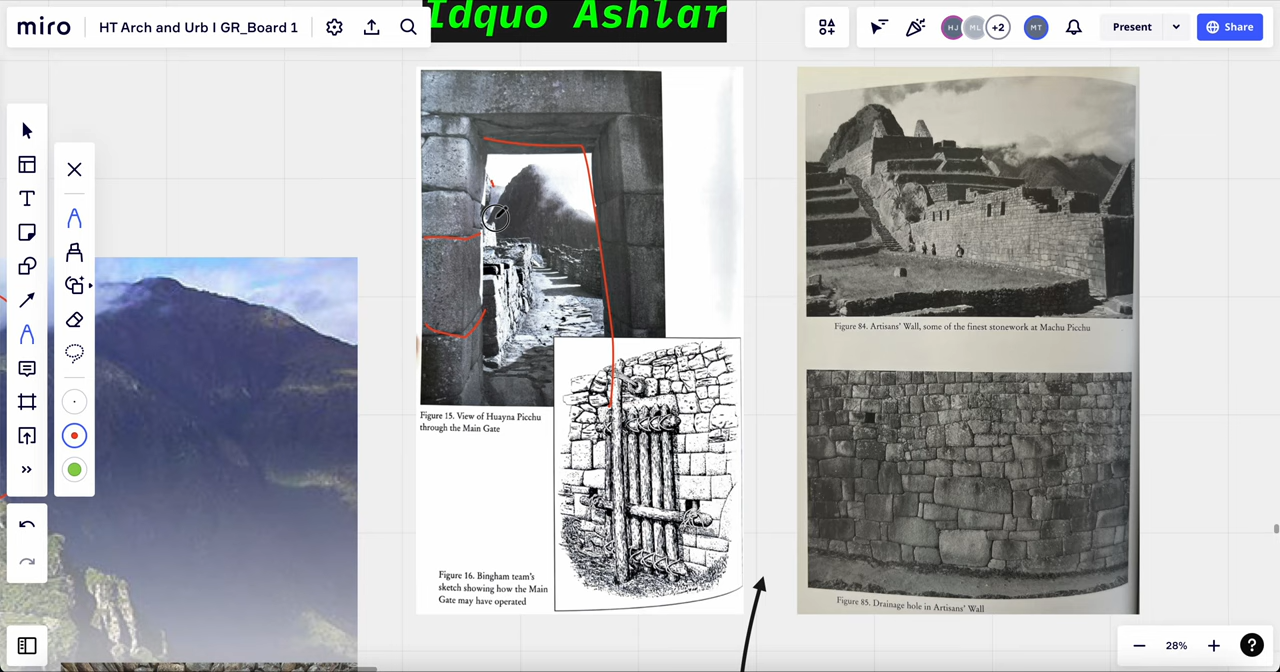 Idquo Ashlar
miro
HT Arch and Urb I GR_Board 1
HJ
ML
+2
MT
Present
Share
T
Figure 15. View of Huayna Picchu
through the Main Gate
Figure 16. Bingham team's
sketch showing how the Main
Gate may have operated
Figure 84. Artisans' Wall, some of the finest stonework at Machu Picchu
Figure 85. Drainage hole in Artisans' Wall
28%
?